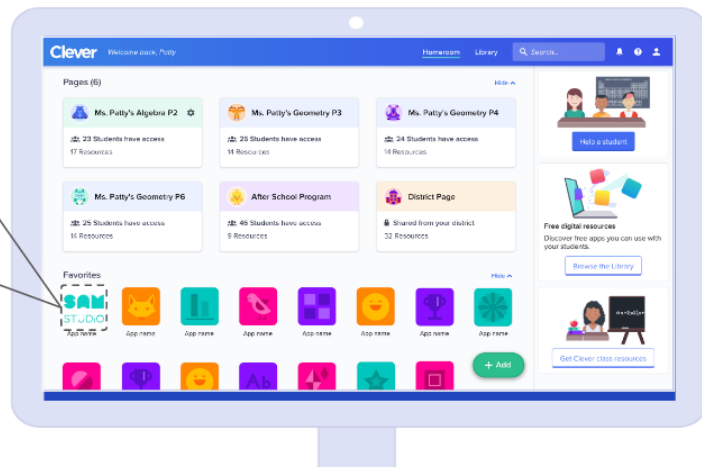 Clever Welcome back, Patty Homeroom Library Search...
Pages (6) Hide
Ms. Patty's Algebra P2
23 Students have access
17 Resources
Ms. Patty's Geometry P3
25 Students have access
14 Resources
Ms. Patty's Geometry P4
24 Students have access
14 Resources
Ms. Patty's Geometry P6
25 Students have access
14 Resources
After School Program
46 Students have access
9 Resources
District Page
Shared from your district
32 Resources
Favorites Hide
SAM
STUDIO
App name App name App name App name App name App name App name App name
Ab
+ Add
Help a student
Free digital resources
Discover free apps you can use with
your students.
Browse the Library
Get Clever class resources